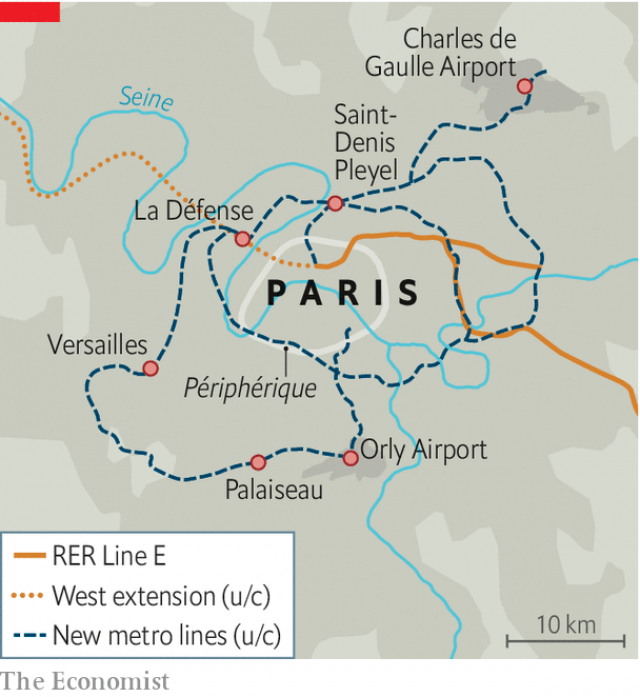 Charles de
Gaulle Airport
Seine
Saint-
Denis
Pleyel
La Défense
PARIS
Versailles
Périphérique
Orly Airport
Palaiseau
RER Line E
West extension (u/c)
New metro lines (u/c)
10 km
The Economist